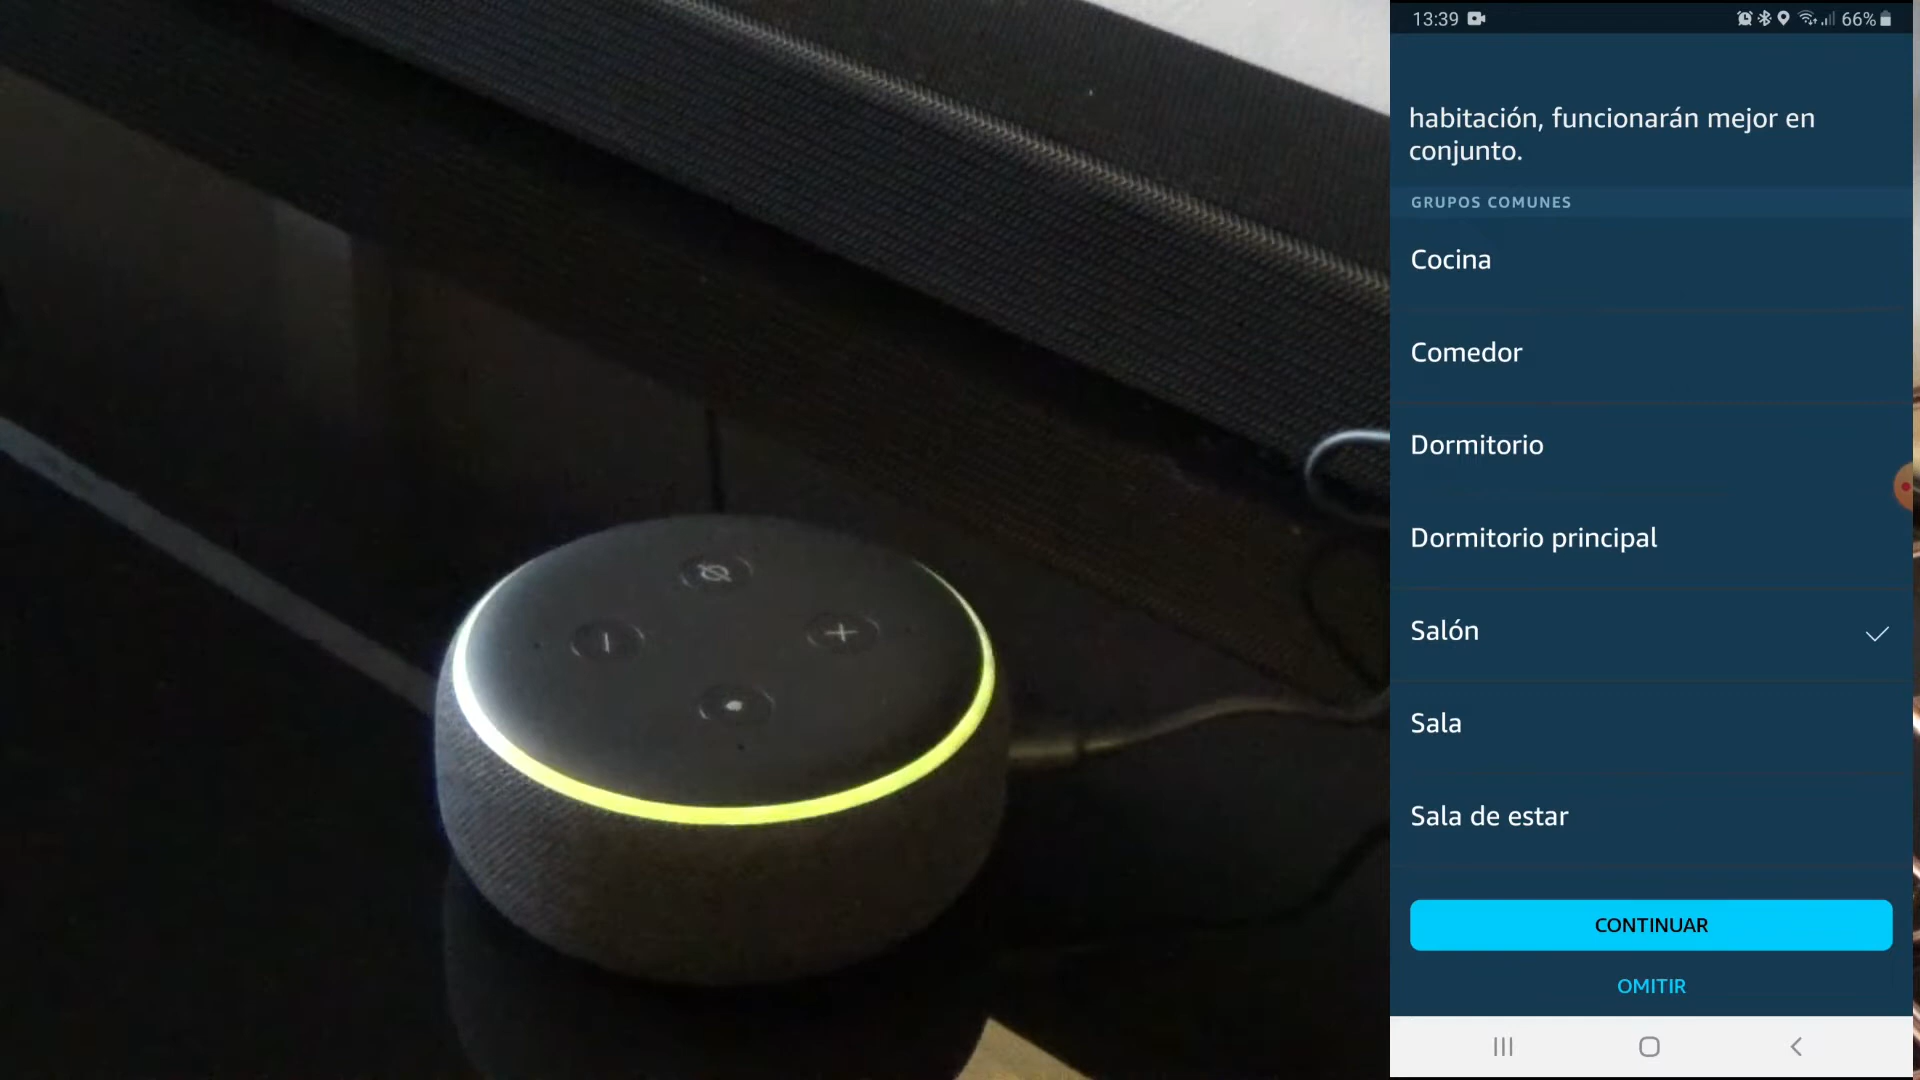 13:39 66%
habitación, funcionarán mejor en
conjunto.
GRUPOS COMUNES
Cocina
Comedor
Dormitorio
Dormitorio principal
Salón
Sala
Sala de estar
CONTINUAR
OMITIR